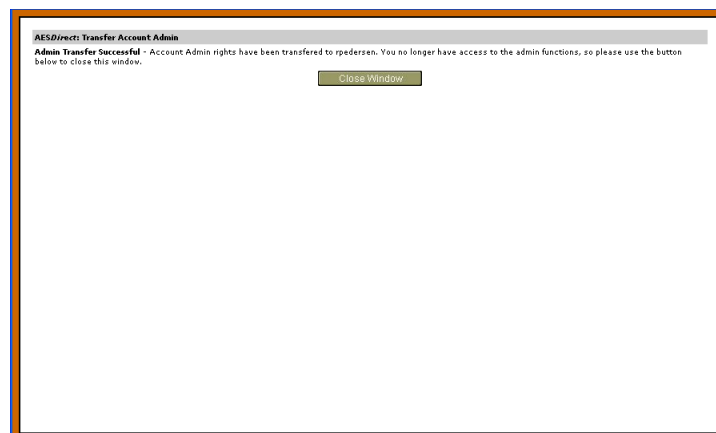 AESDirect: Transfer Account Admin
Admin Transfer Successful - Account Admin rights have been transfered to rpedersen. You no longer have access to the admin functions, so please use the button
below to close this window.
Close Window